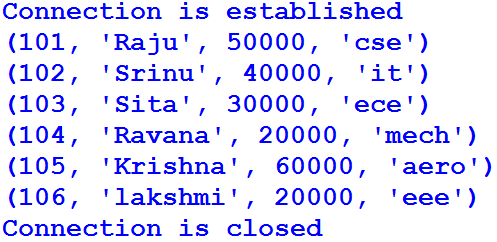 Connection is established
(101, 'Raju', 50000, 'cse')
(102, 'Srinu', 40000, 'it')
(103, 'Sita', 30000, 'ece')
(104, 'Ravana', 20000, 'mech')
(105, 'Krishna', 60000, 'aero')
(106, 'lakshmi', 20000, 'eee')
Connection is closed